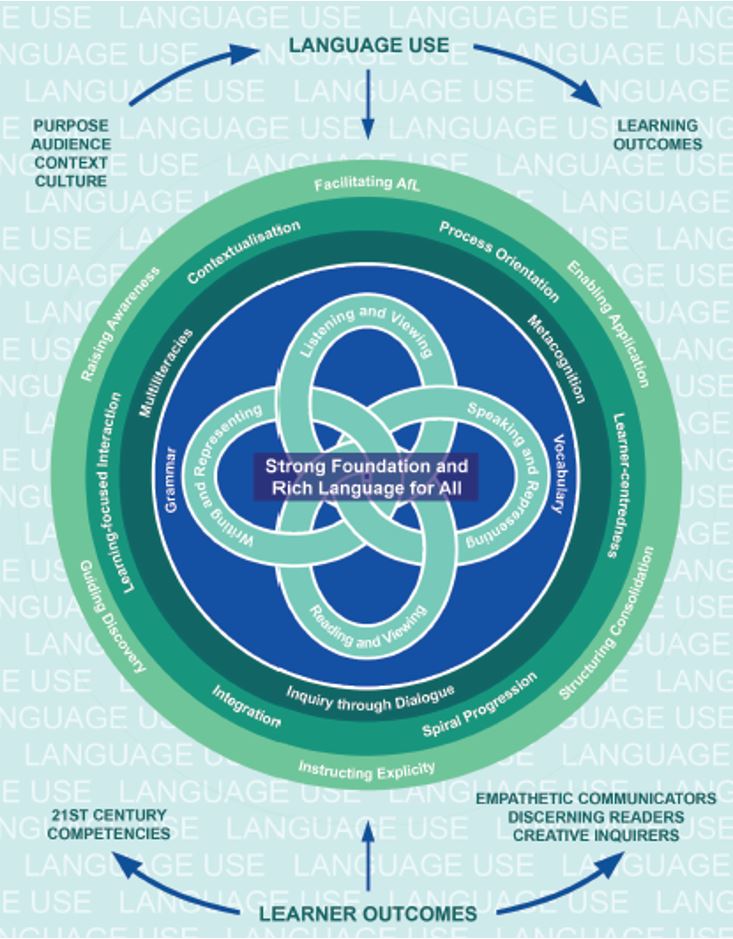 LANGUAGE USE
PURPOSE
AUDIENCE
CONTEXT
CULTURE
LEARNING
OUTCOMES
Facilitating AfL
Raising Awareness
Enabling Application
Guiding Discovery
Structuring Consolidation
Instructing Explicity
Contextualisation
Process Orientation
Learning-focused Interaction
Learner-centredness
Integration
Spiral Progression
Multiliteracies
Metacognition
Inquiry through Dialogue
Grammar
Vocabulary
Listening and Viewing
Writing and Representing
Speaking and Representing
Reading and Viewing
Strong Foundation and
Rich Language for All
21ST CENTURY
COMPETENCIES
EMPATHETIC COMMUNICATORS
DISCERNING READERS
CREATIVE INQUIRERS
LEARNER OUTCOMES